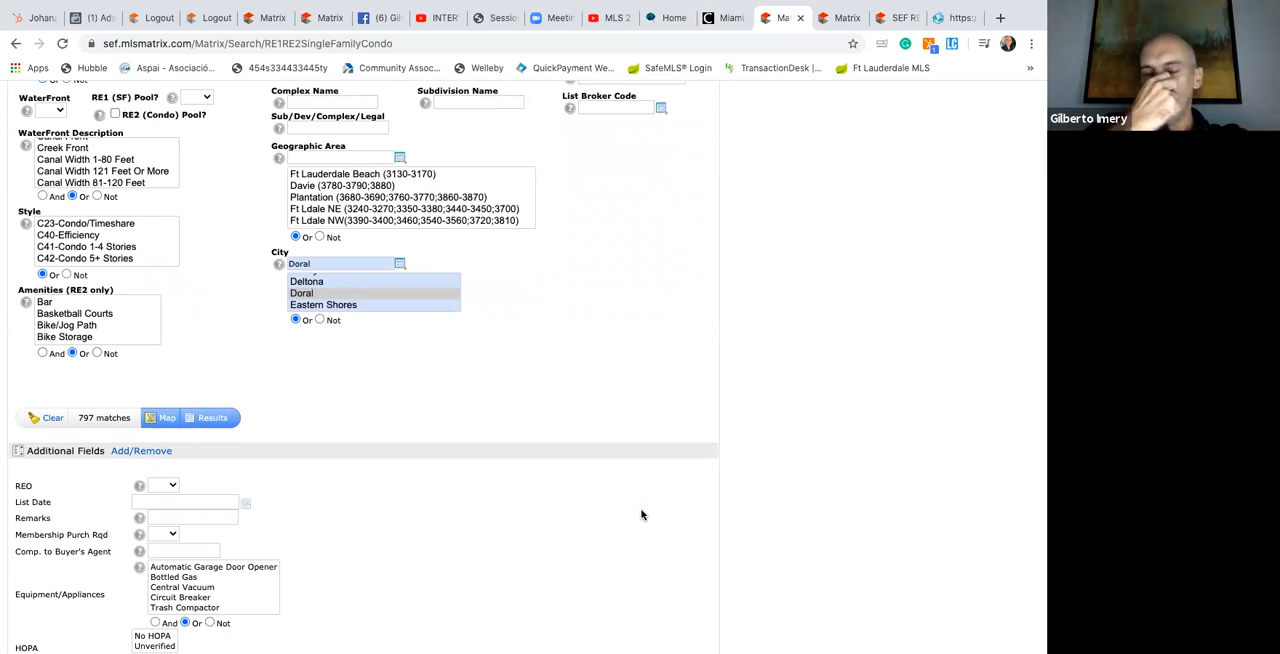 Johan
(1) Ad
Logout
Logout
Matrix
Matrix
(6) Gil
INTER
Sessio
Meetin
MLS 2
Home
Miami
Ma
Matrix
SEF RE
https:/
sef.mlsmatrix.com/Matrix/Search/RE1RE2SingleFamilyCondo
Apps
Hubble
Aspai - Asociació...
454s334433445ty
Community Assoc...
Welleby
QuickPayment We...
SafeMLS® Login
TransactionDesk |...
Ft Lauderdale MLS
»
WaterFront
RE1 (SF) Pool?
RE2 (Condo) Pool?
Complex Name
Subdivision Name
List Broker Code
Sub/Dev/Complex/Legal
WaterFront Description
Creek Front
Canal Width 1-80 Feet
Canal Width 121 Feet Or More
Canal Width 81-120 Feet
And Or Not
Geographic Area
Ft Lauderdale Beach (3130-3170)
Davie (3780-3790;3880)
Plantation (3680-3690;3760-3770;3860-3870)
Ft Ldale NE (3240-3270;3350-3380;3440-3450;3700)
Ft Ldale NW(3390-3400;3460;3540-3560;3720;3810)
Or Not
Style
C23-Condo/Timeshare
C40-Efficiency
C41-Condo 1-4 Stories
C42-Condo 5+ Stories
Or Not
City
Doral
Deltona
Doral
Eastern Shores
Or Not
Amenities (RE2 only)
Bar
Basketball Courts
Bike/Jog Path
Bike Storage
And Or Not
Clear
797 matches
Map
Results
Additional Fields Add/Remove
REO
List Date
Remarks
Membership Purch Rqd
Comp. to Buyer's Agent
Equipment/Appliances
Automatic Garage Door Opener
Bottled Gas
Central Vacuum
Circuit Breaker
Trash Compactor
And Or Not
HOPA
No HOPA
Unverified
Gilberto Imery